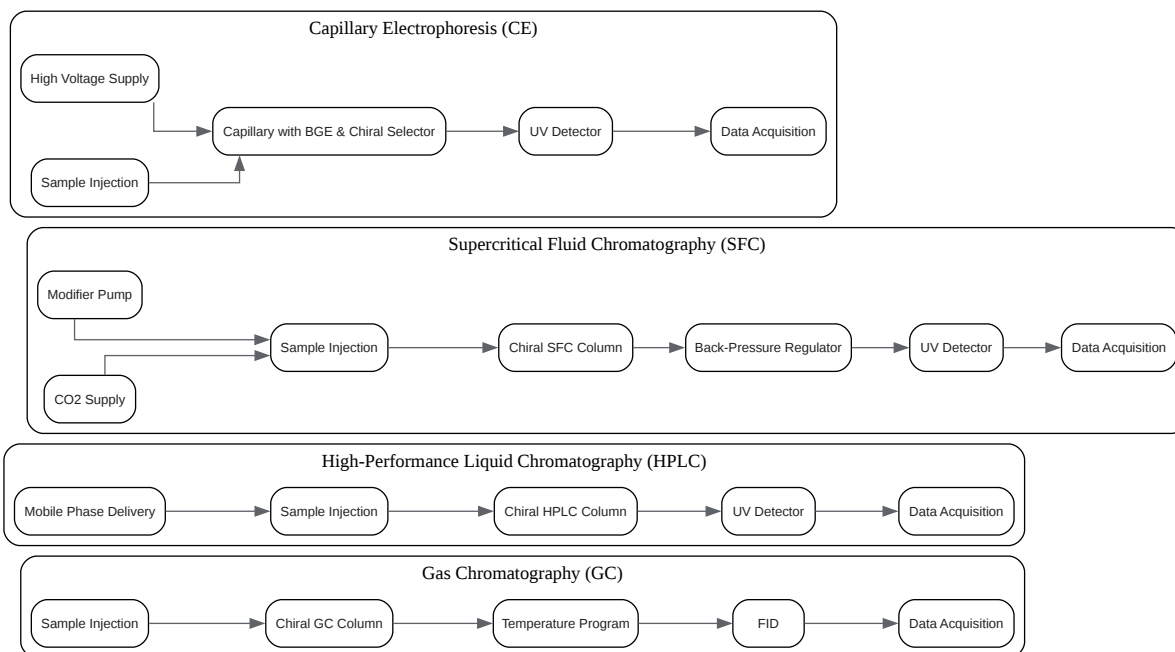 Capillary Electrophoresis (CE)
High Voltage Supply
Capillary with BGE & Chiral Selector
UV Detector
Data Acquisition
Sample Injection
Supercritical Fluid Chromatography (SFC)
Modifier Pump
Sample Injection
Chiral SFC Column
Back-Pressure Regulator
UV Detector
Data Acquisition
CO2 Supply
High-Performance Liquid Chromatography (HPLC)
Mobile Phase Delivery
Sample Injection
Chiral HPLC Column
UV Detector
Data Acquisition
Gas Chromatography (GC)
Sample Injection
Chiral GC Column
Temperature Program
FID
Data Acquisition